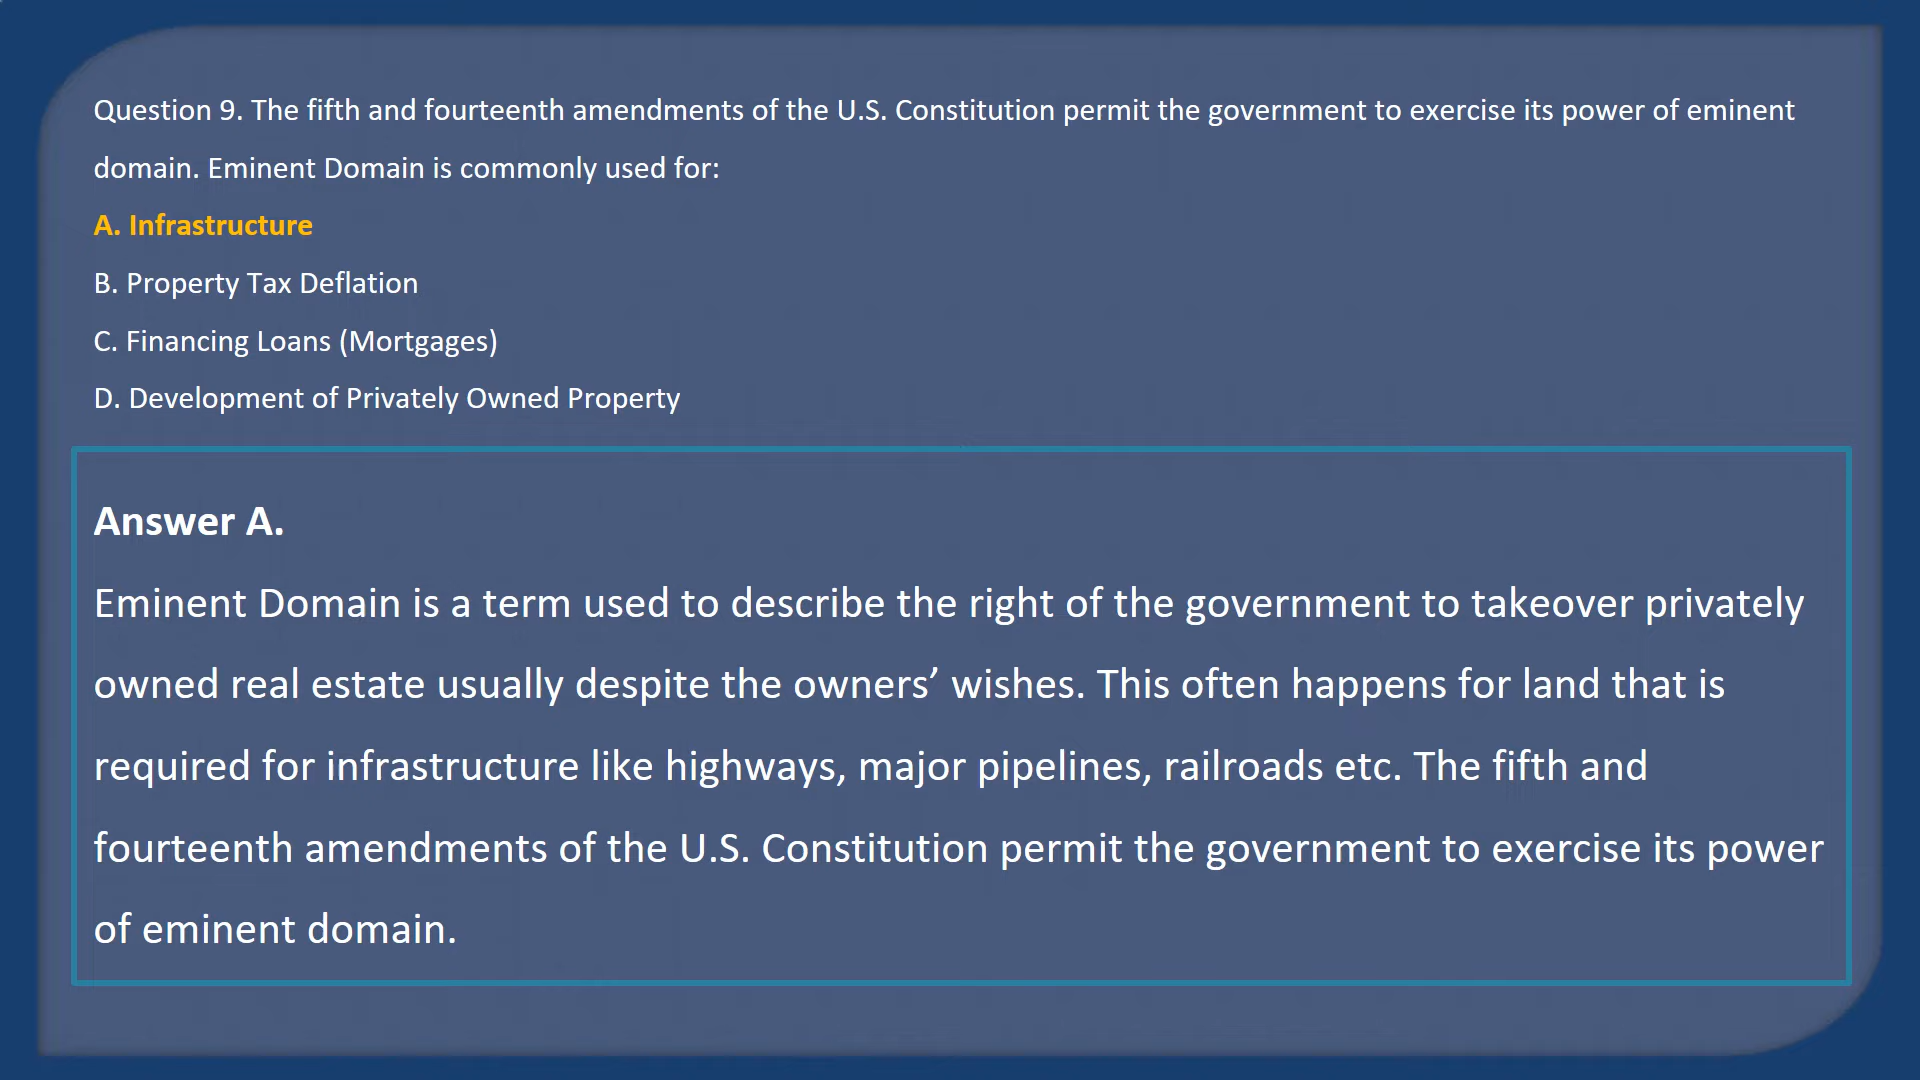 Question 9. The fifth and fourteenth amendments of the U.S. Constitution permit the government to exercise its power of eminent
domain. Eminent Domain is commonly used for:
A. Infrastructure
B. Property Tax Deflation
C. Financing Loans (Mortgages)
D. Development of Privately Owned Property
Answer A.
Eminent Domain is a term used to describe the right of the government to takeover privately
owned real estate usually despite the owners’ wishes. This often happens for land that is
required for infrastructure like highways, major pipelines, railroads etc. The fifth and
fourteenth amendments of the U.S. Constitution permit the government to exercise its power
of eminent domain.